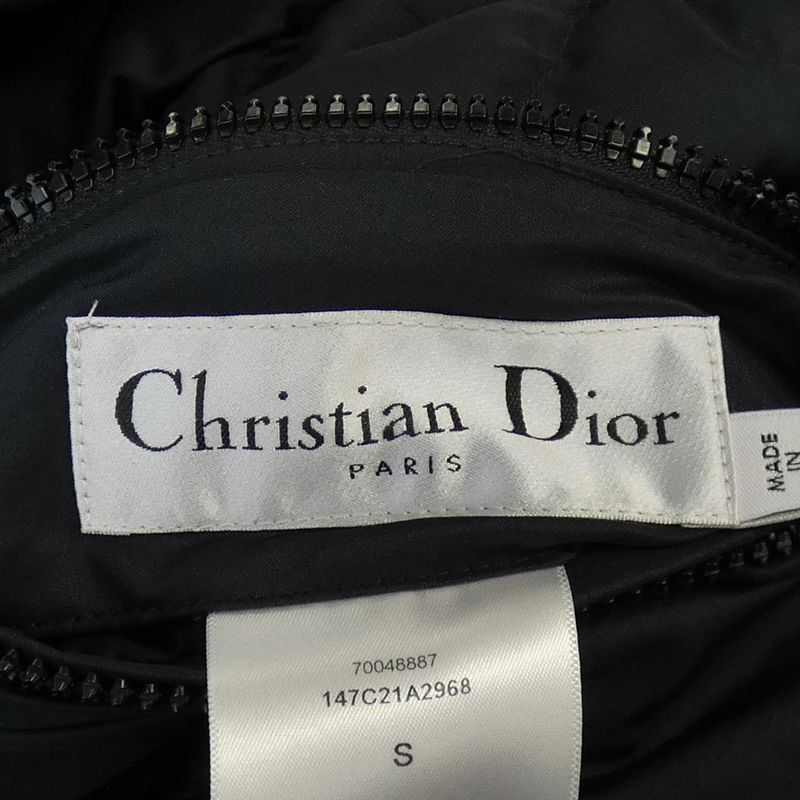 Christian Dior
PARIS
MADE
IN
70048887
147C21A2968
S